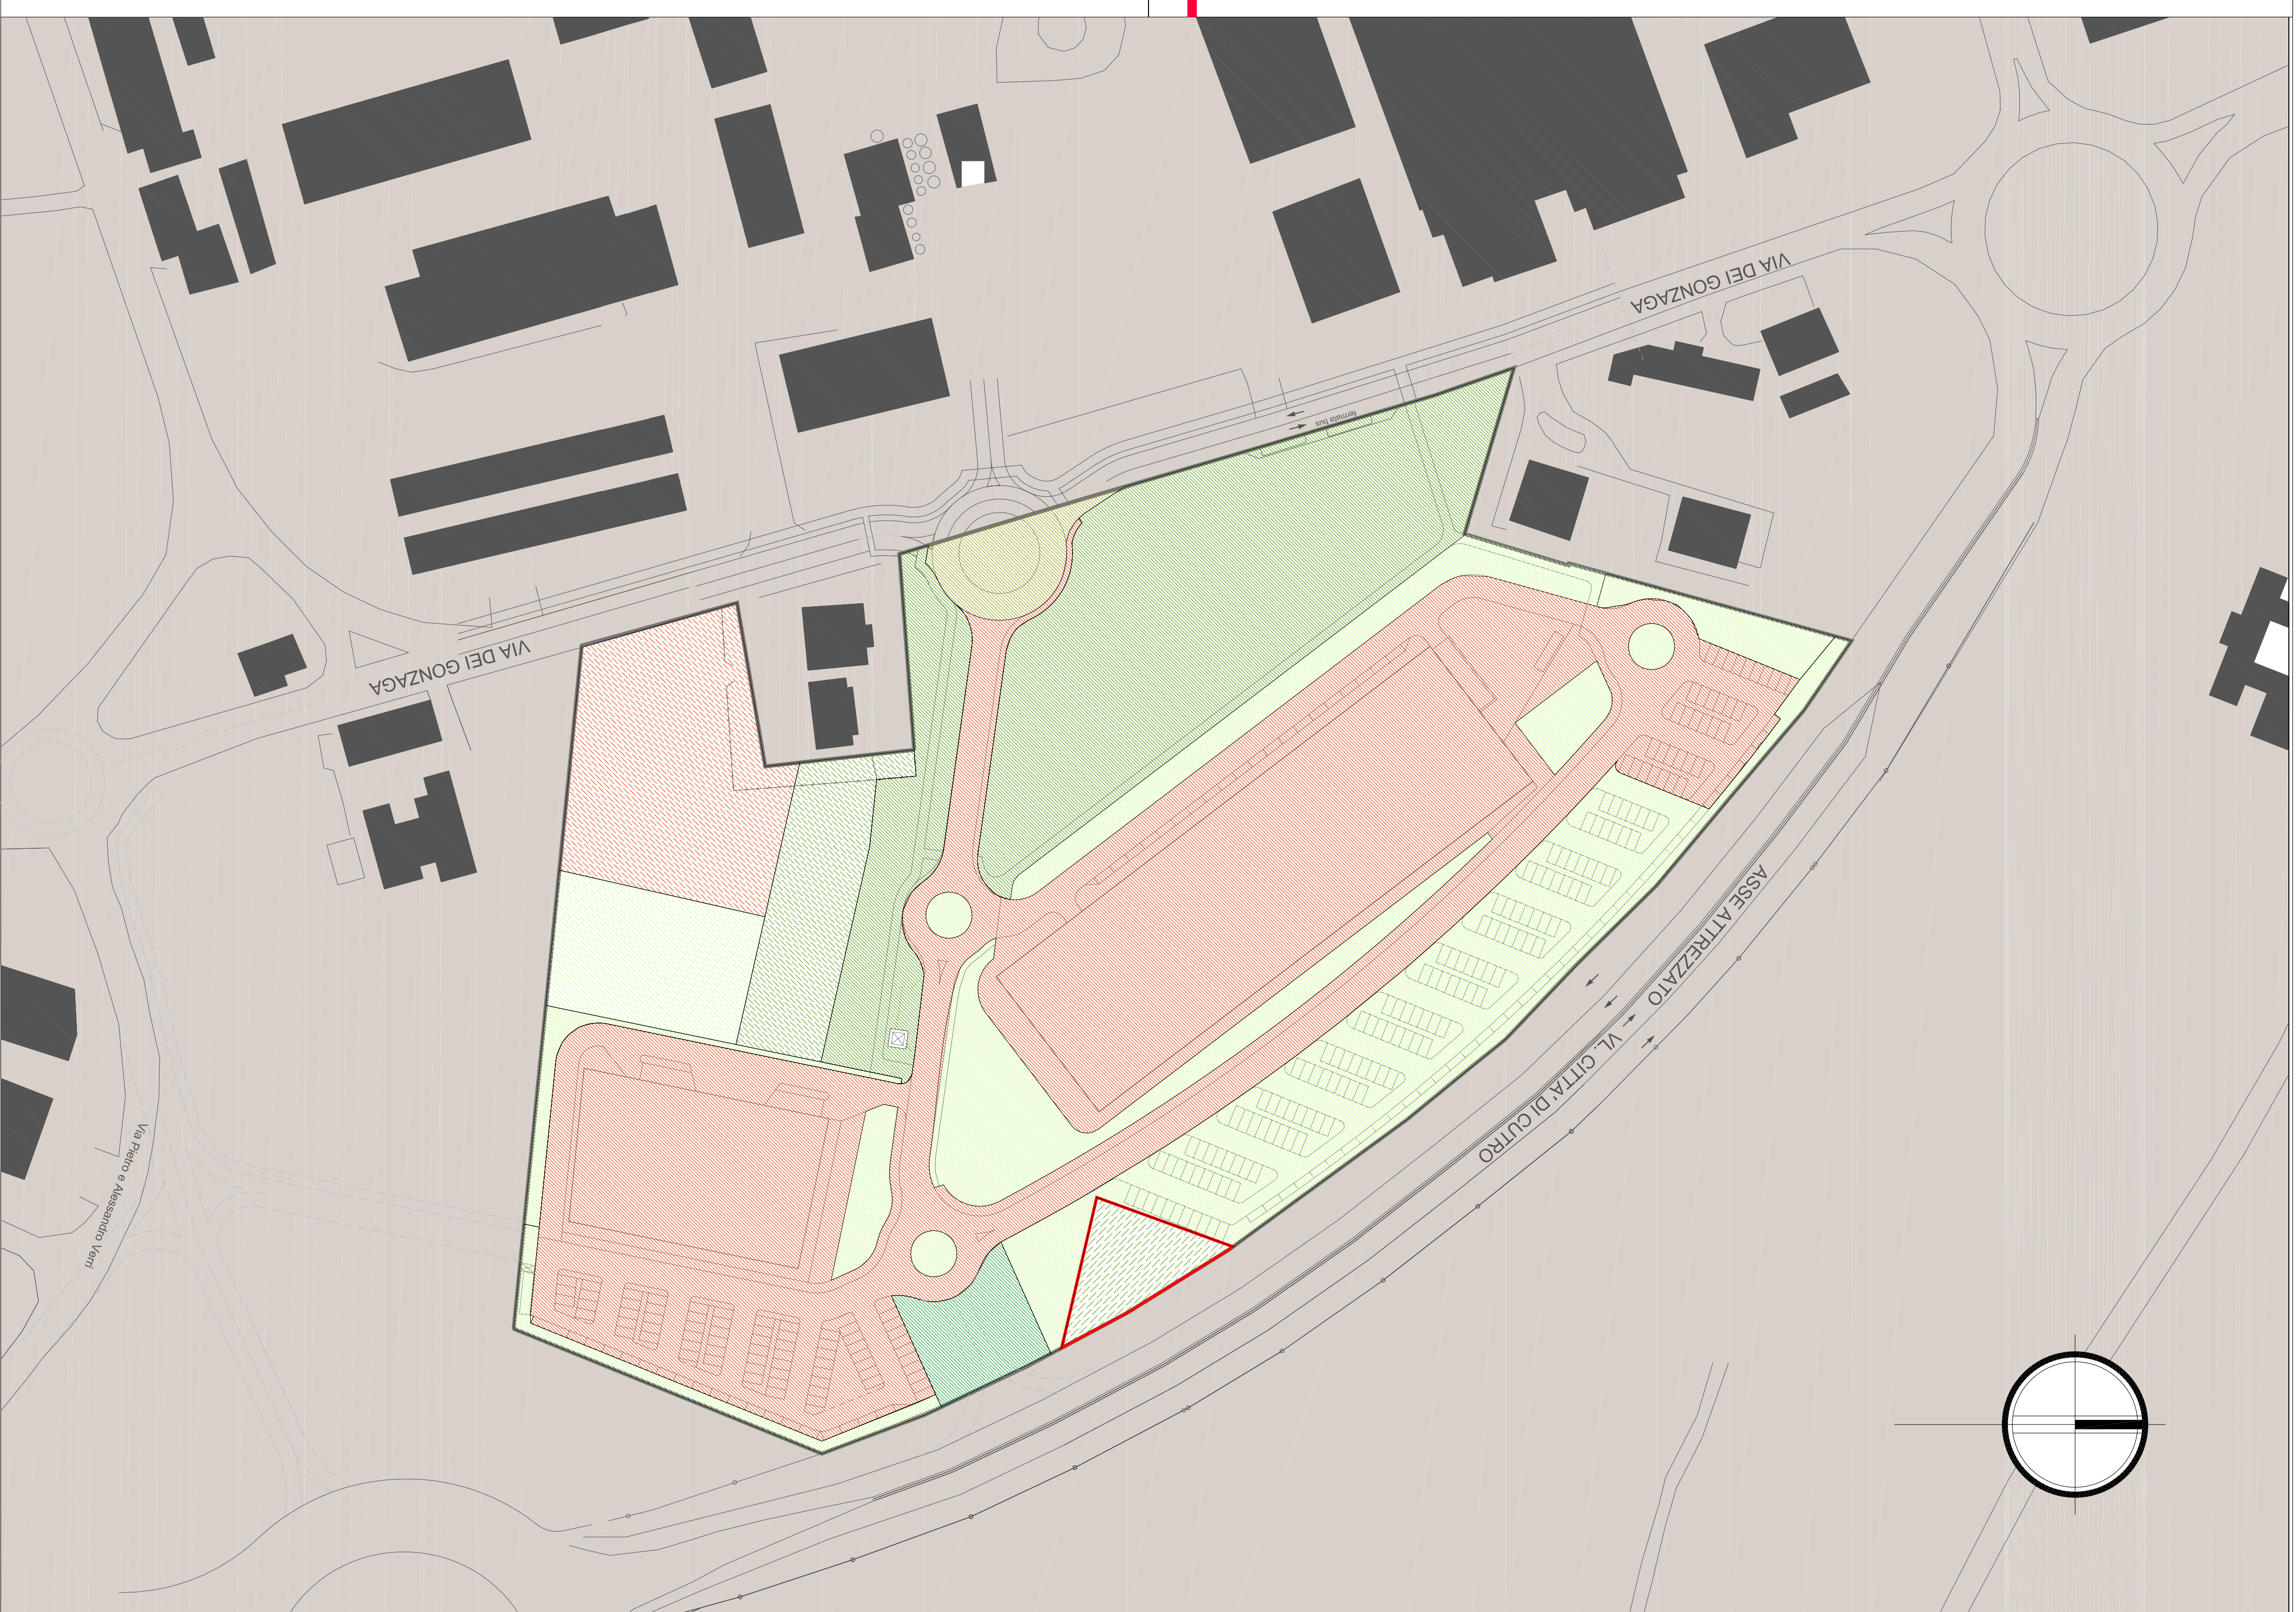 VIA DEI GONZAGA
fermata bus
VIA DEI GONZAGA
ASSE ATTREZZATO
VL. CITTA' DI CUTRO
Via Pietro e Alessandro Verri